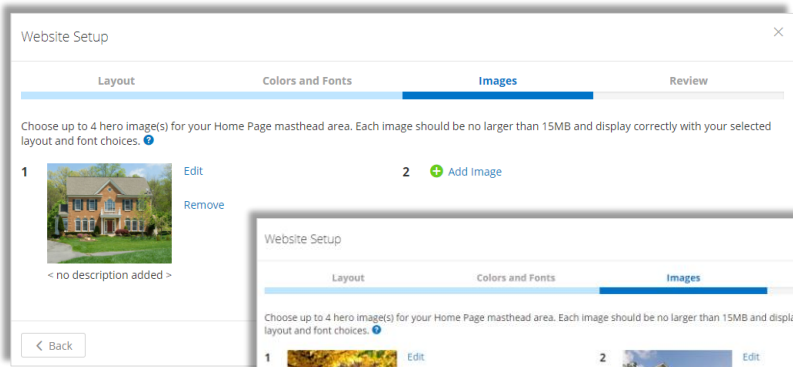 Website Setup
×
Layout Colors and Fonts Images Review
Choose up to 4 hero image(s) for your Home Page masthead area. Each image should be no larger than 15MB and display correctly with your selected
layout and font choices. ?
1 Edit 2 + Add Image
Remove
< no description added >
< Back
Website Setup
Layout Colors and Fonts Images
Choose up to 4 hero image(s) for your Home Page masthead area. Each image should be no larger than 15MB and displa
layout and font choices. ?
1 Edit 2 Edit